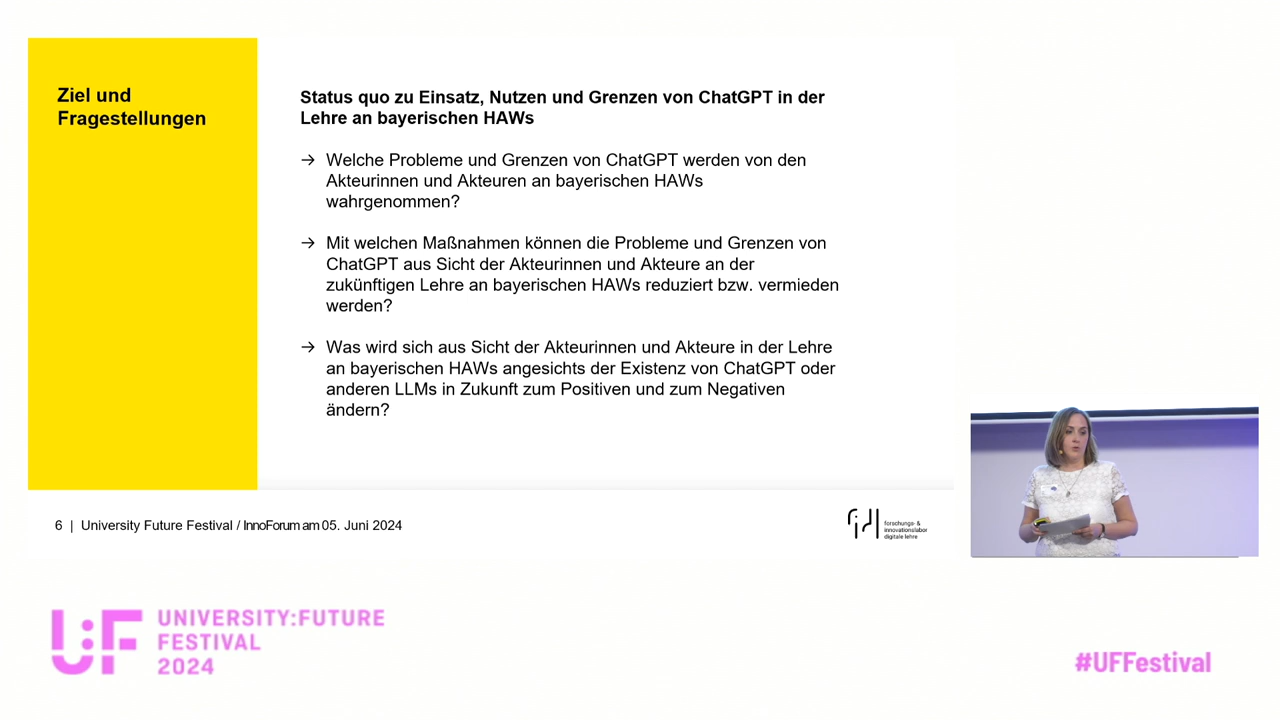 Ziel und
Fragestellungen
Status quo zu Einsatz, Nutzen und Grenzen von ChatGPT in der
Lehre an bayerischen HAWs
→ Welche Probleme und Grenzen von ChatGPT werden von den
Akteurinnen und Akteuren an bayerischen HAWs
wahrgenommen?
→ Mit welchen Maßnahmen können die Probleme und Grenzen von
ChatGPT aus Sicht der Akteurinnen und Akteure an der
zukünftigen Lehre an bayerischen HAWs reduziert bzw. vermieden
werden?
→ Was wird sich aus Sicht der Akteurinnen und Akteure in der Lehre
an bayerischen HAWs angesichts der Existenz von ChatGPT oder
anderen LLMs in Zukunft zum Positiven und zum Negativen
ändern?
6 | University Future Festival / InnoForum am 05. Juni 2024
fidl
forschungs- &
innovationslabor
digitale lehre
U:F
UNIVERSITY:FUTURE
FESTIVAL
2024
#UFFestival